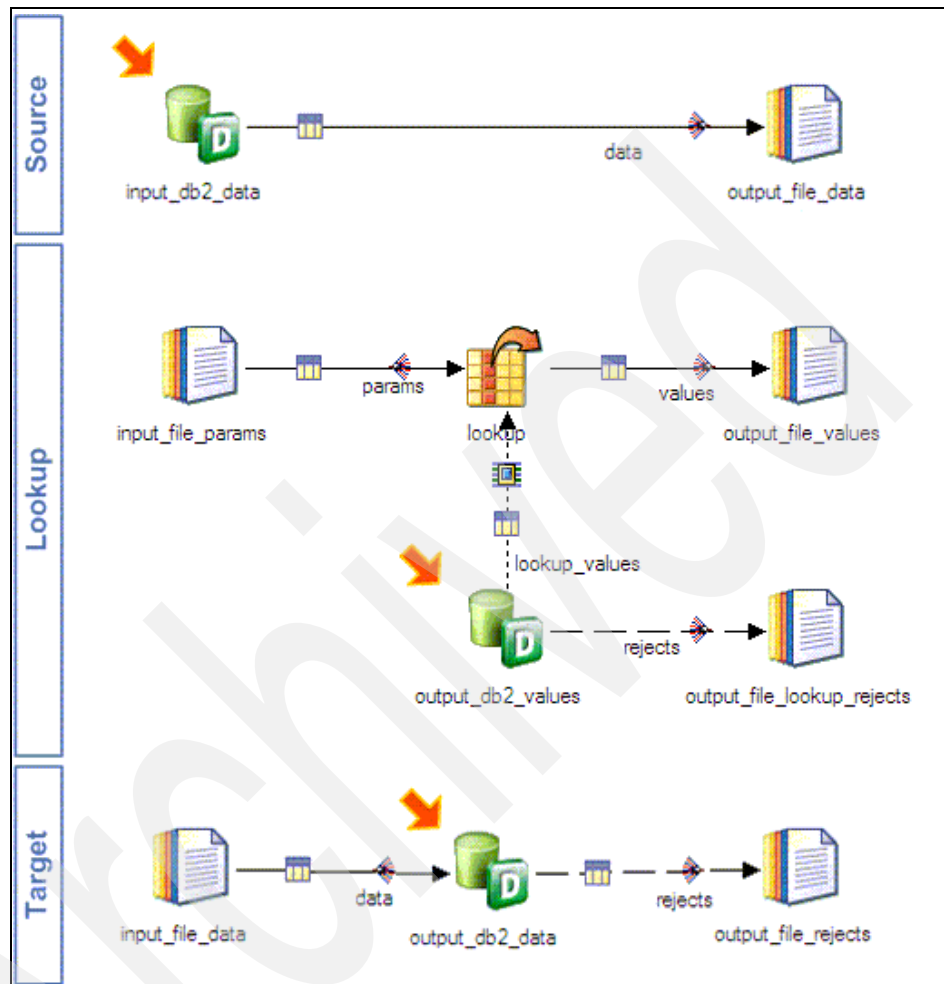 Source
D
data
input_db2_data
output_file_data
Lookup
params
values
input_file_params
lookup
output_file_values
lookup_values
D
rejects
output_db2_values
output_file_lookup_rejects
Target
D
data
rejects
input_file_data
output_db2_data
output_file_rejects
Archived